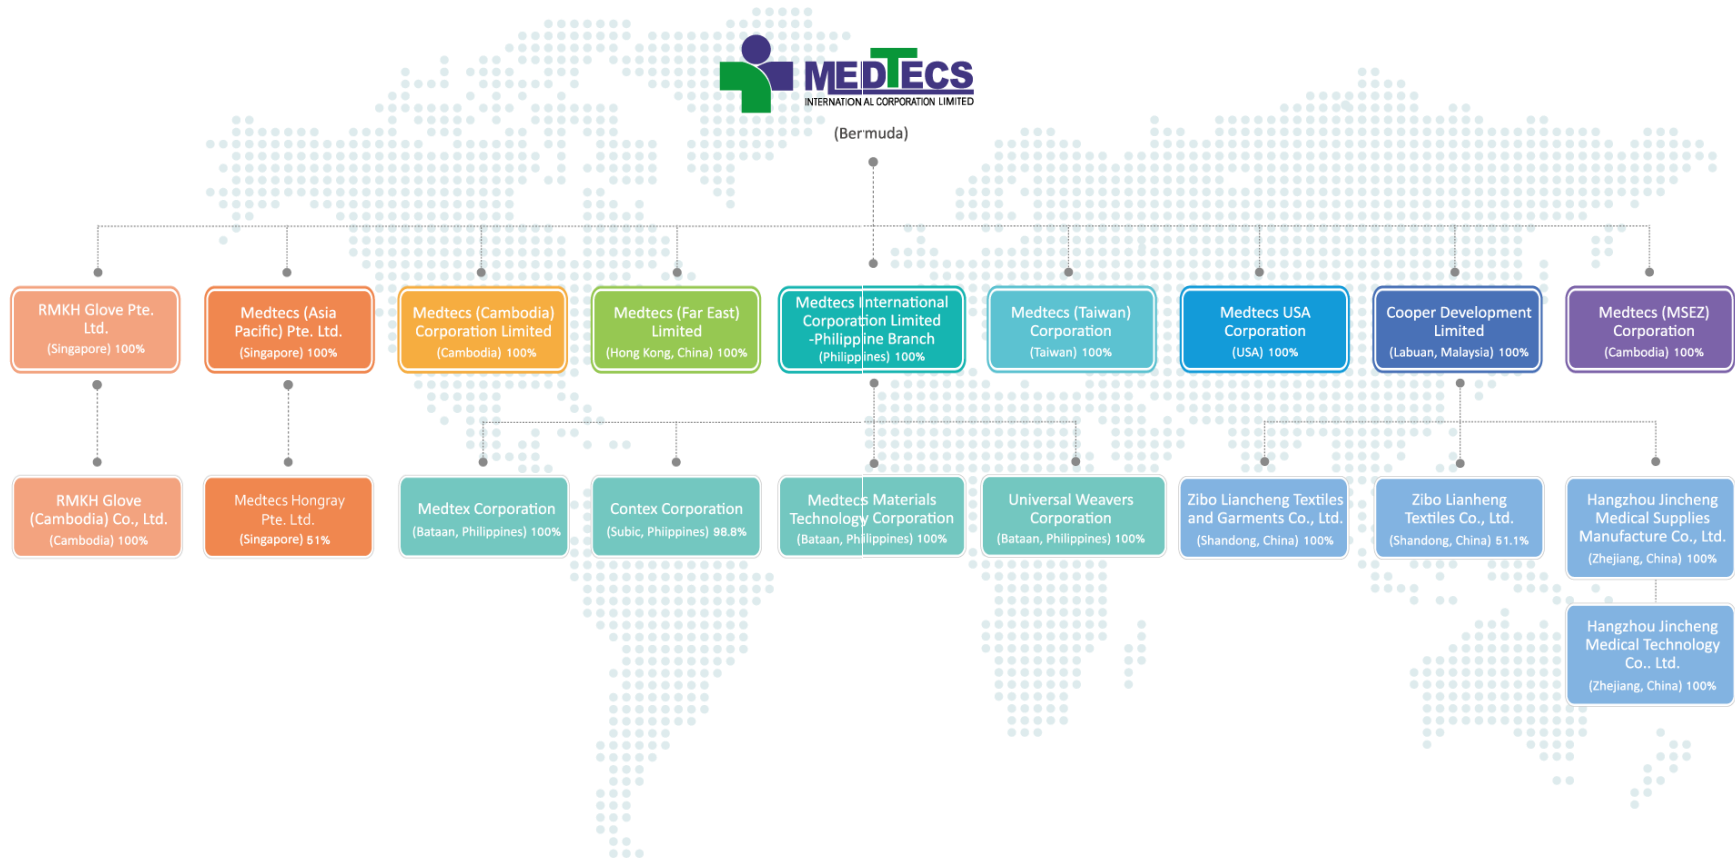 MEDTECS
INTERNATIONAL CORPORATION LIMITED
(Bermuda)
RMKH Glove Pte.
Ltd.
(Singapore) 100%
Medtecs (Asia
Pacific) Pte. Ltd.
(Singapore) 100%
Medtecs (Cambodia)
Corporation Limited
(Cambodia) 100%
Medtecs (Far East)
Limited
(Hong Kong, China) 100%
Medtecs International
Corporation Limited
-Philippine Branch
(Philippines) 100%
Medtecs (Taiwan)
Corporation
(Taiwan) 100%
Medtecs USA
Corporation
(USA) 100%
Cooper Development
Limited
(Labuan, Malaysia) 100%
Medtecs (MSEZ)
Corporation
(Cambodia) 100%
RMKH Glove
(Cambodia) Co., Ltd.
(Cambodia) 100%
Medtecs Hongray
Pte. Ltd.
(Singapore) 51%
Medtex Corporation
(Bataan, Philippines) 100%
Contex Corporation
(Subic, Phiippines) 98.8%
Medtecs Materials
Technology Corporation
(Bataan, Philippines) 100%
Universal Weavers
Corporation
(Bataan, Philippines) 100%
Zibo Liancheng Textiles
and Garments Co., Ltd.
(Shandong, China) 100%
Zibo Lianheng
Textiles Co., Ltd.
(Shandong, China) 51.1%
Hangzhou Jincheng
Medical Supplies
Manufacture Co., Ltd.
(Zhejiang, China) 100%
Hangzhou Jincheng
Medical Technology
Co.. Ltd.
(Zhejiang, China) 100%